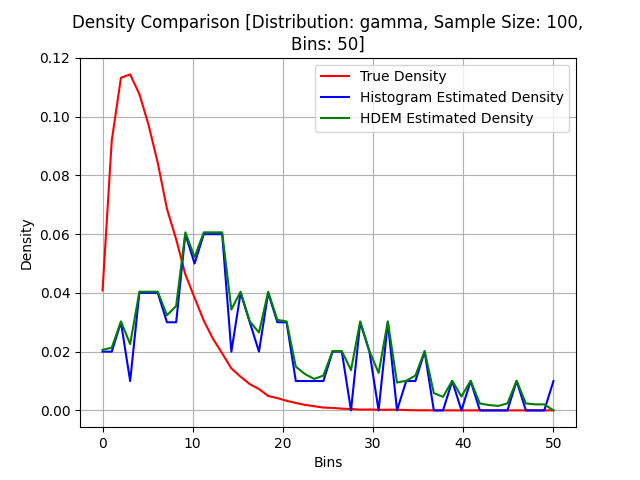 Density Comparison [Distribution: gamma, Sample Size: 100,
Bins: 50]
True Density
Histogram Estimated Density
HDEM Estimated Density
Density
0.12
0.10
0.08
0.06
0.04
0.02
0.00
0 10 20 30 40 50
Bins